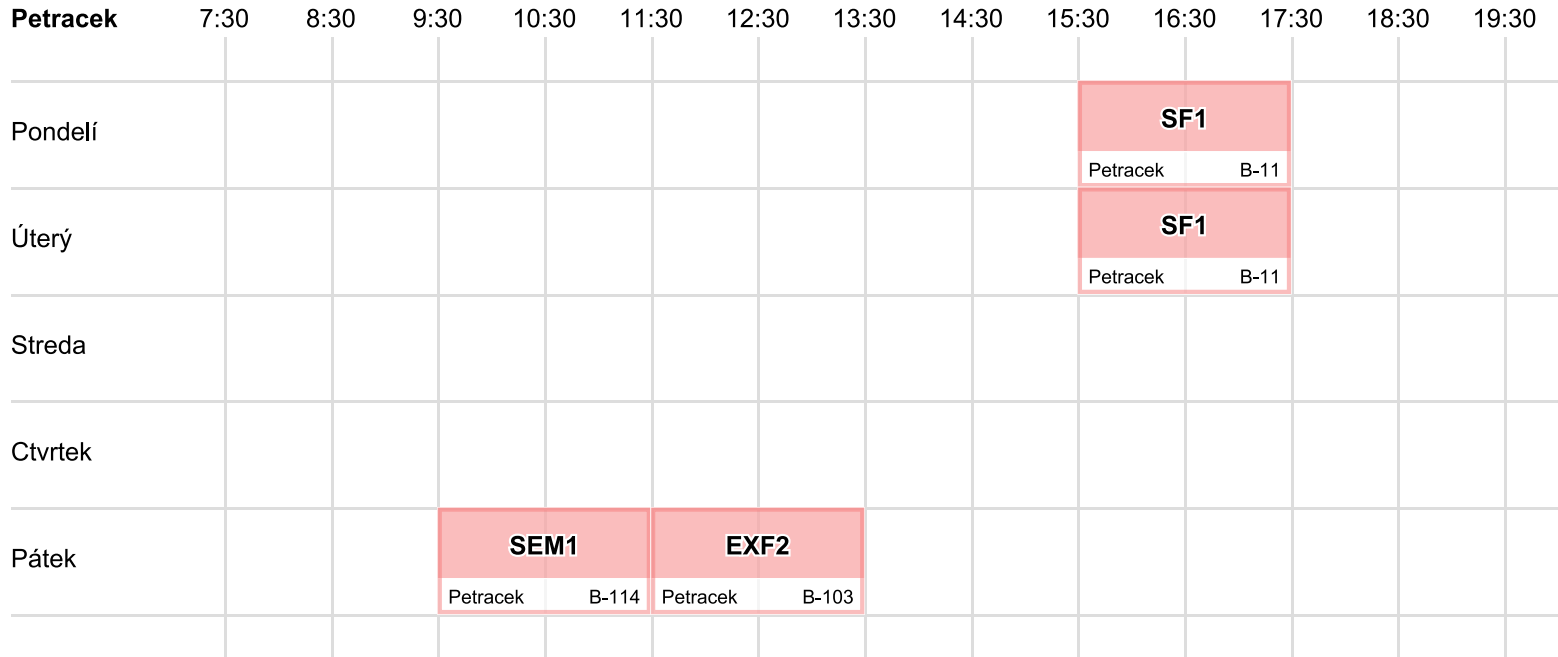 Petracek 7:30 8:30 9:30 10:30 11:30 12:30 13:30 14:30 15:30 16:30 17:30 18:30 19:30
Pondelí
SF1
Petracek B-11
Úterý
SF1
Petracek B-11
Streda
Ctvrtek
Pátek
SEM1 EXF2
Petracek B-114 Petracek B-103